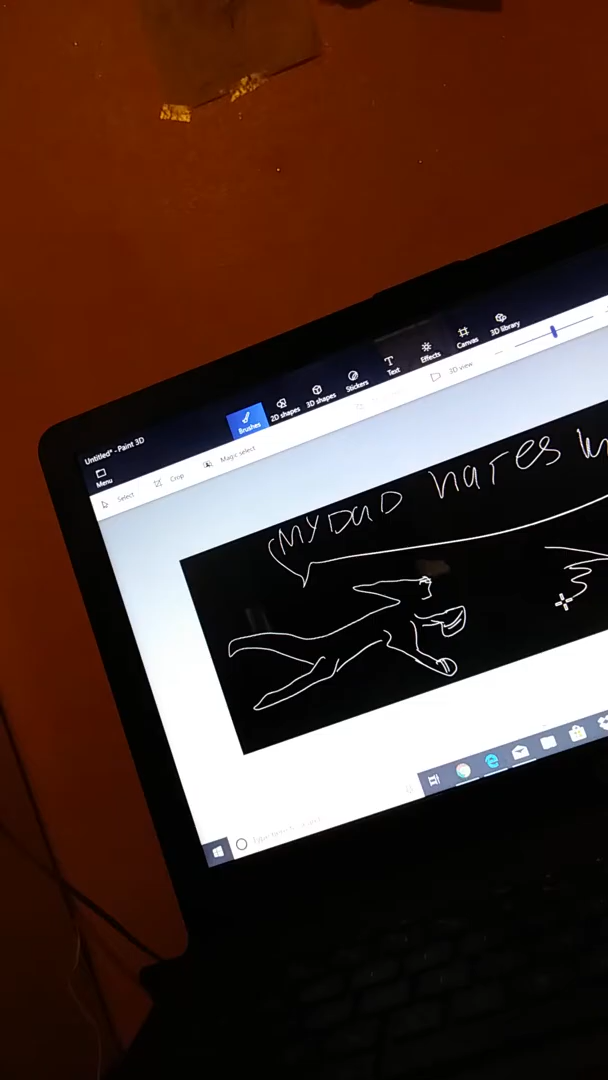 Untitled* - Paint 3D
Menu
Brushes
2D shapes
3D shapes
Stickers
Text
Effects
Canvas
3D library
Select
Crop
Magic select
3D view
MY DaD HaTes